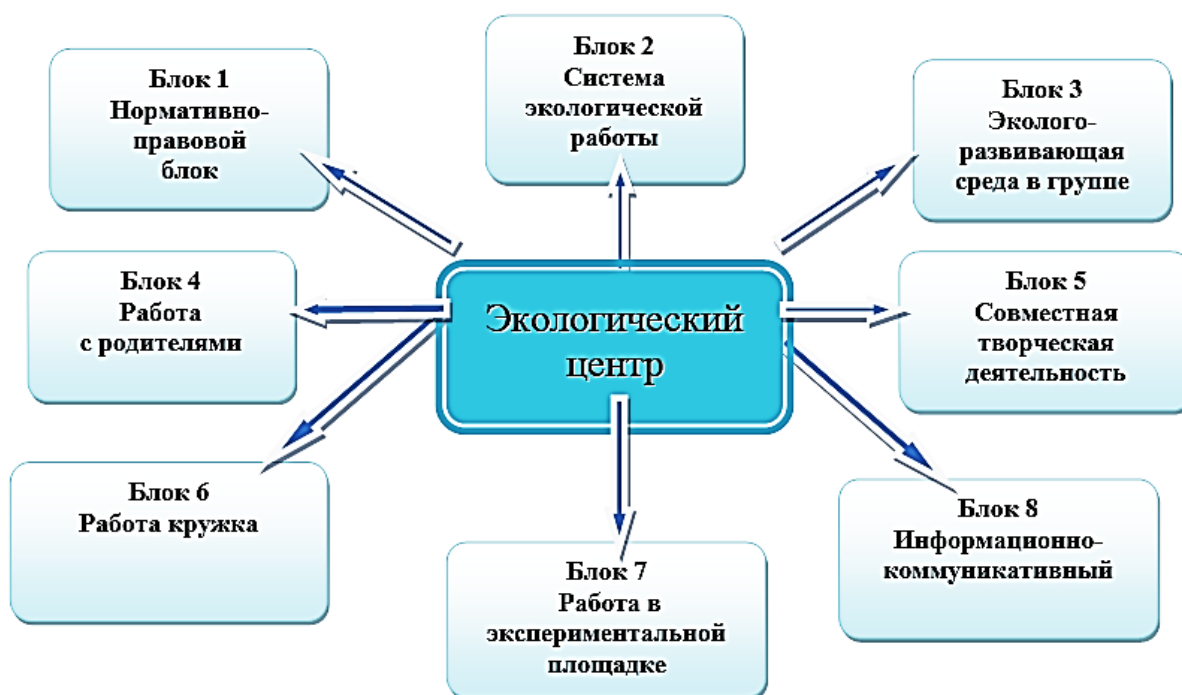 Блок 1
Нормативно-
правовой
блок
Блок 2
Система
экологической
работы
Блок 3
Эколого-
развивающая
среда в группе
Блок 4
Работа
с родителями
Экологический
центр
Блок 5
Совместная
творческая
деятельность
Блок 6
Работа кружка
Блок 7
Работа в
экспериментальной
площадке
Блок 8
Информационно-
коммуникативный